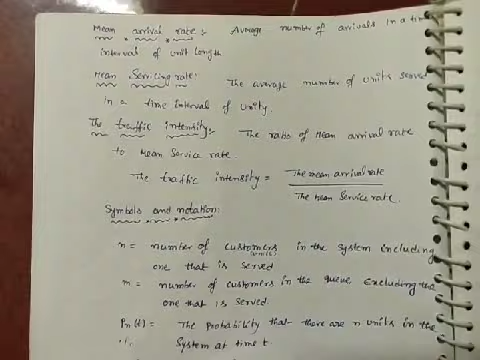 Mean arrival rate: Average number of arrivals in a time
interval of unit length
Mean Servicing rate: The average number of units served
in a time interval of unity.
The traffic intensity: The ratio of Mean arrival rate
to Mean Service rate.
The traffic intensity = The mean arrival rate
The Mean Service rate.
Symbols and notation:
n = number of customers in the system including
(units)
one that is served
m = number of customers in the queue excluding the
one that is served.
Pn(t) = The probability that there are n units in the
System at time t.